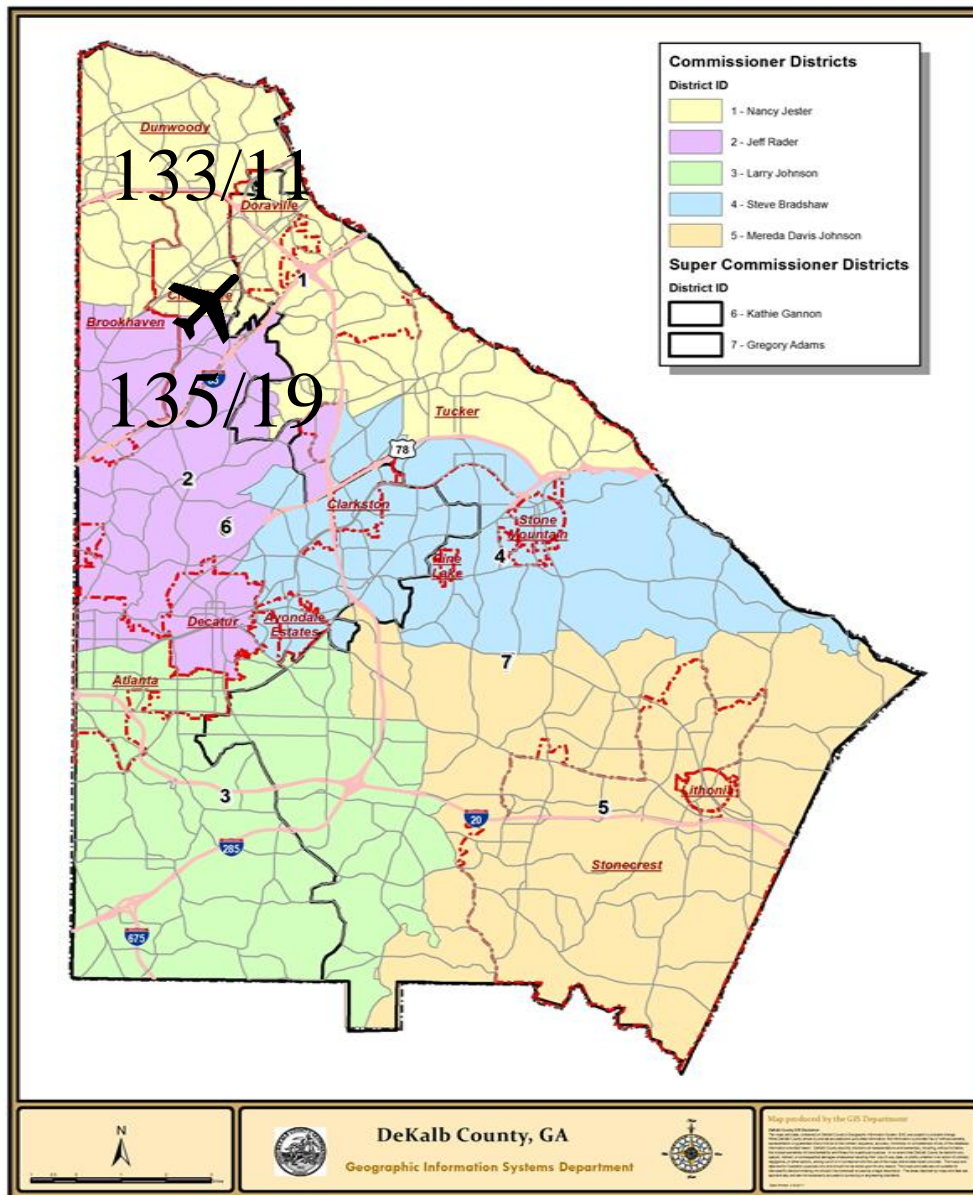 Commissioner Districts
District ID
1 - Nancy Jester
2 - Jeff Rader
3 - Larry Johnson
4 - Steve Bradshaw
5 - Mereda Davis Johnson
Super Commissioner Districts
District ID
6 - Kathie Gannon
7 - Gregory Adams
Dunwoody
133/11
Doraville
1
Brookhaven
135/19
Tucker
78
2
Clarkston
6
Stone
Mountain
4
Lake
Decatur
Avondale
Estates
7
Atlanta
3
5
20
285
Stonecrest
675
N
DeKalb County, GA
Geographic Information Systems Department
Map produced by the GIS Department